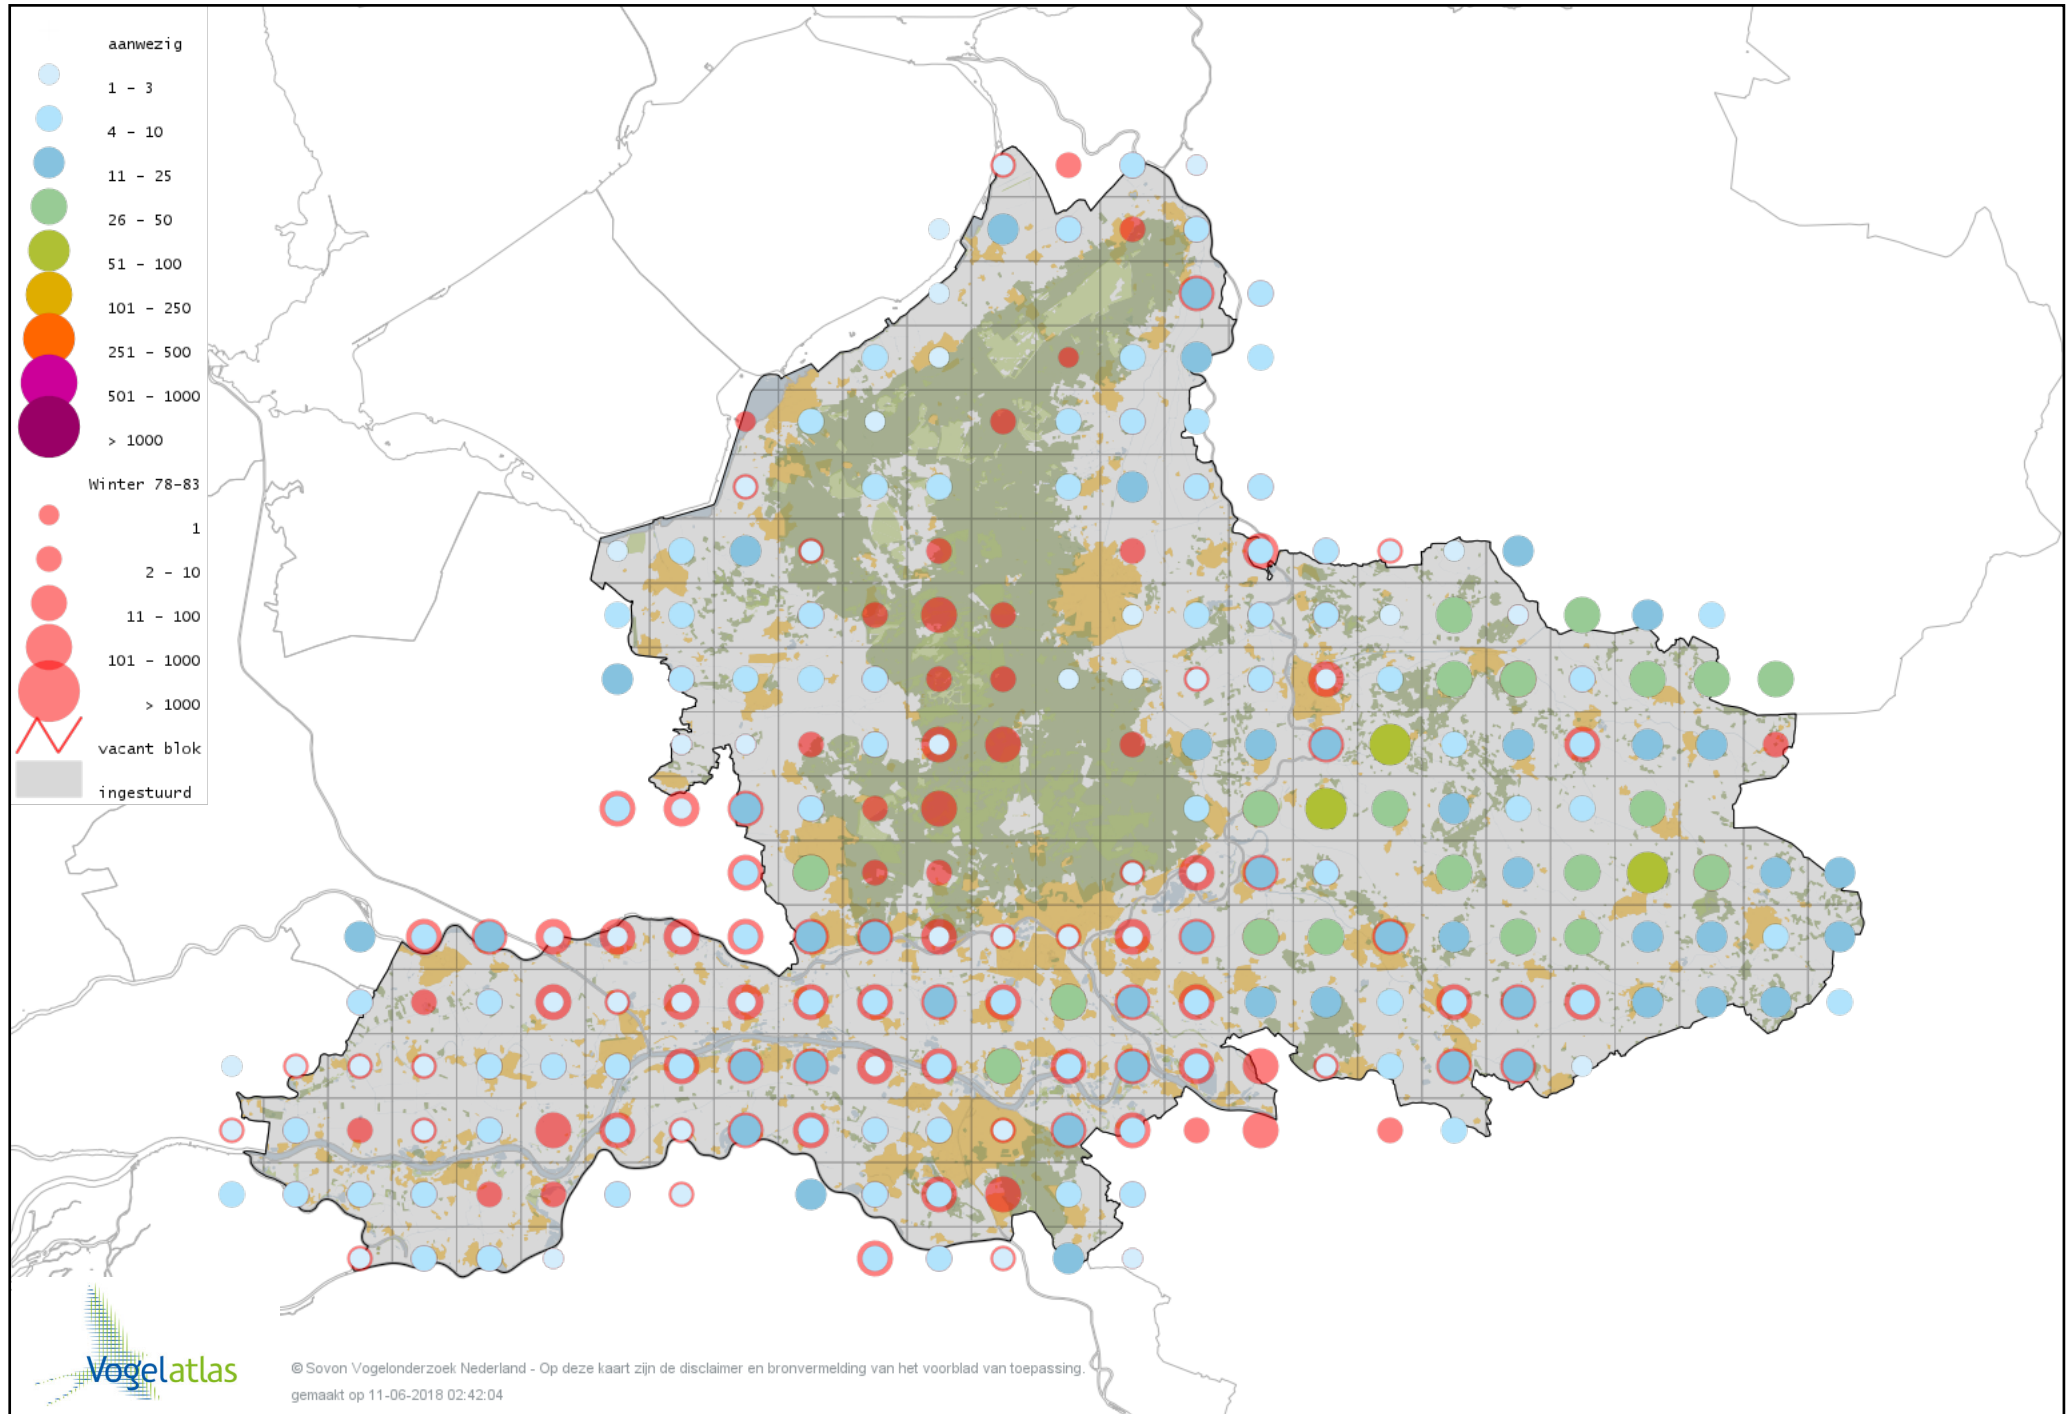 aanwezig
1 - 3
4 - 10
11 - 25
26 - 50
51 - 100
101 - 250
251 - 500
501 - 1000
> 1000
Winter 78-83
1
2 - 10
11 - 100
101 - 1000
> 1000
vacant blok
ingestuurd
Vogelatlas
© Sovon Vogelonderzoek Nederland - Op deze kaart zijn de disclaimer en bronvermelding van het voorblad van toepassing.
gemaakt op 11-06-2018 02:42:04